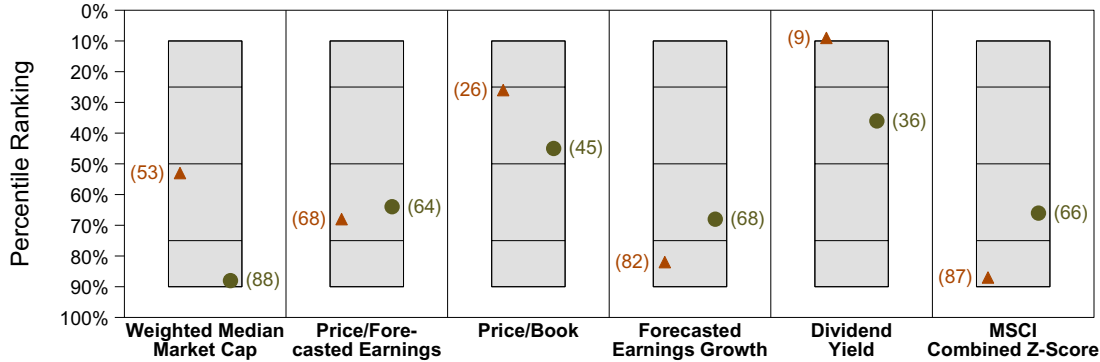 Percentile Ranking
0%
10%
20%
30%
40%
50%
60%
70%
80%
90%
100%
(53)
(88)
(68)
(64)
(26)
(45)
(82)
(68)
(9)
(36)
(87)
(66)
Weighted Median
Market Cap
Price/Fore-
casted Earnings
Price/Book
Forecasted
Earnings Growth
Dividend
Yield
MSCI
Combined Z-Score